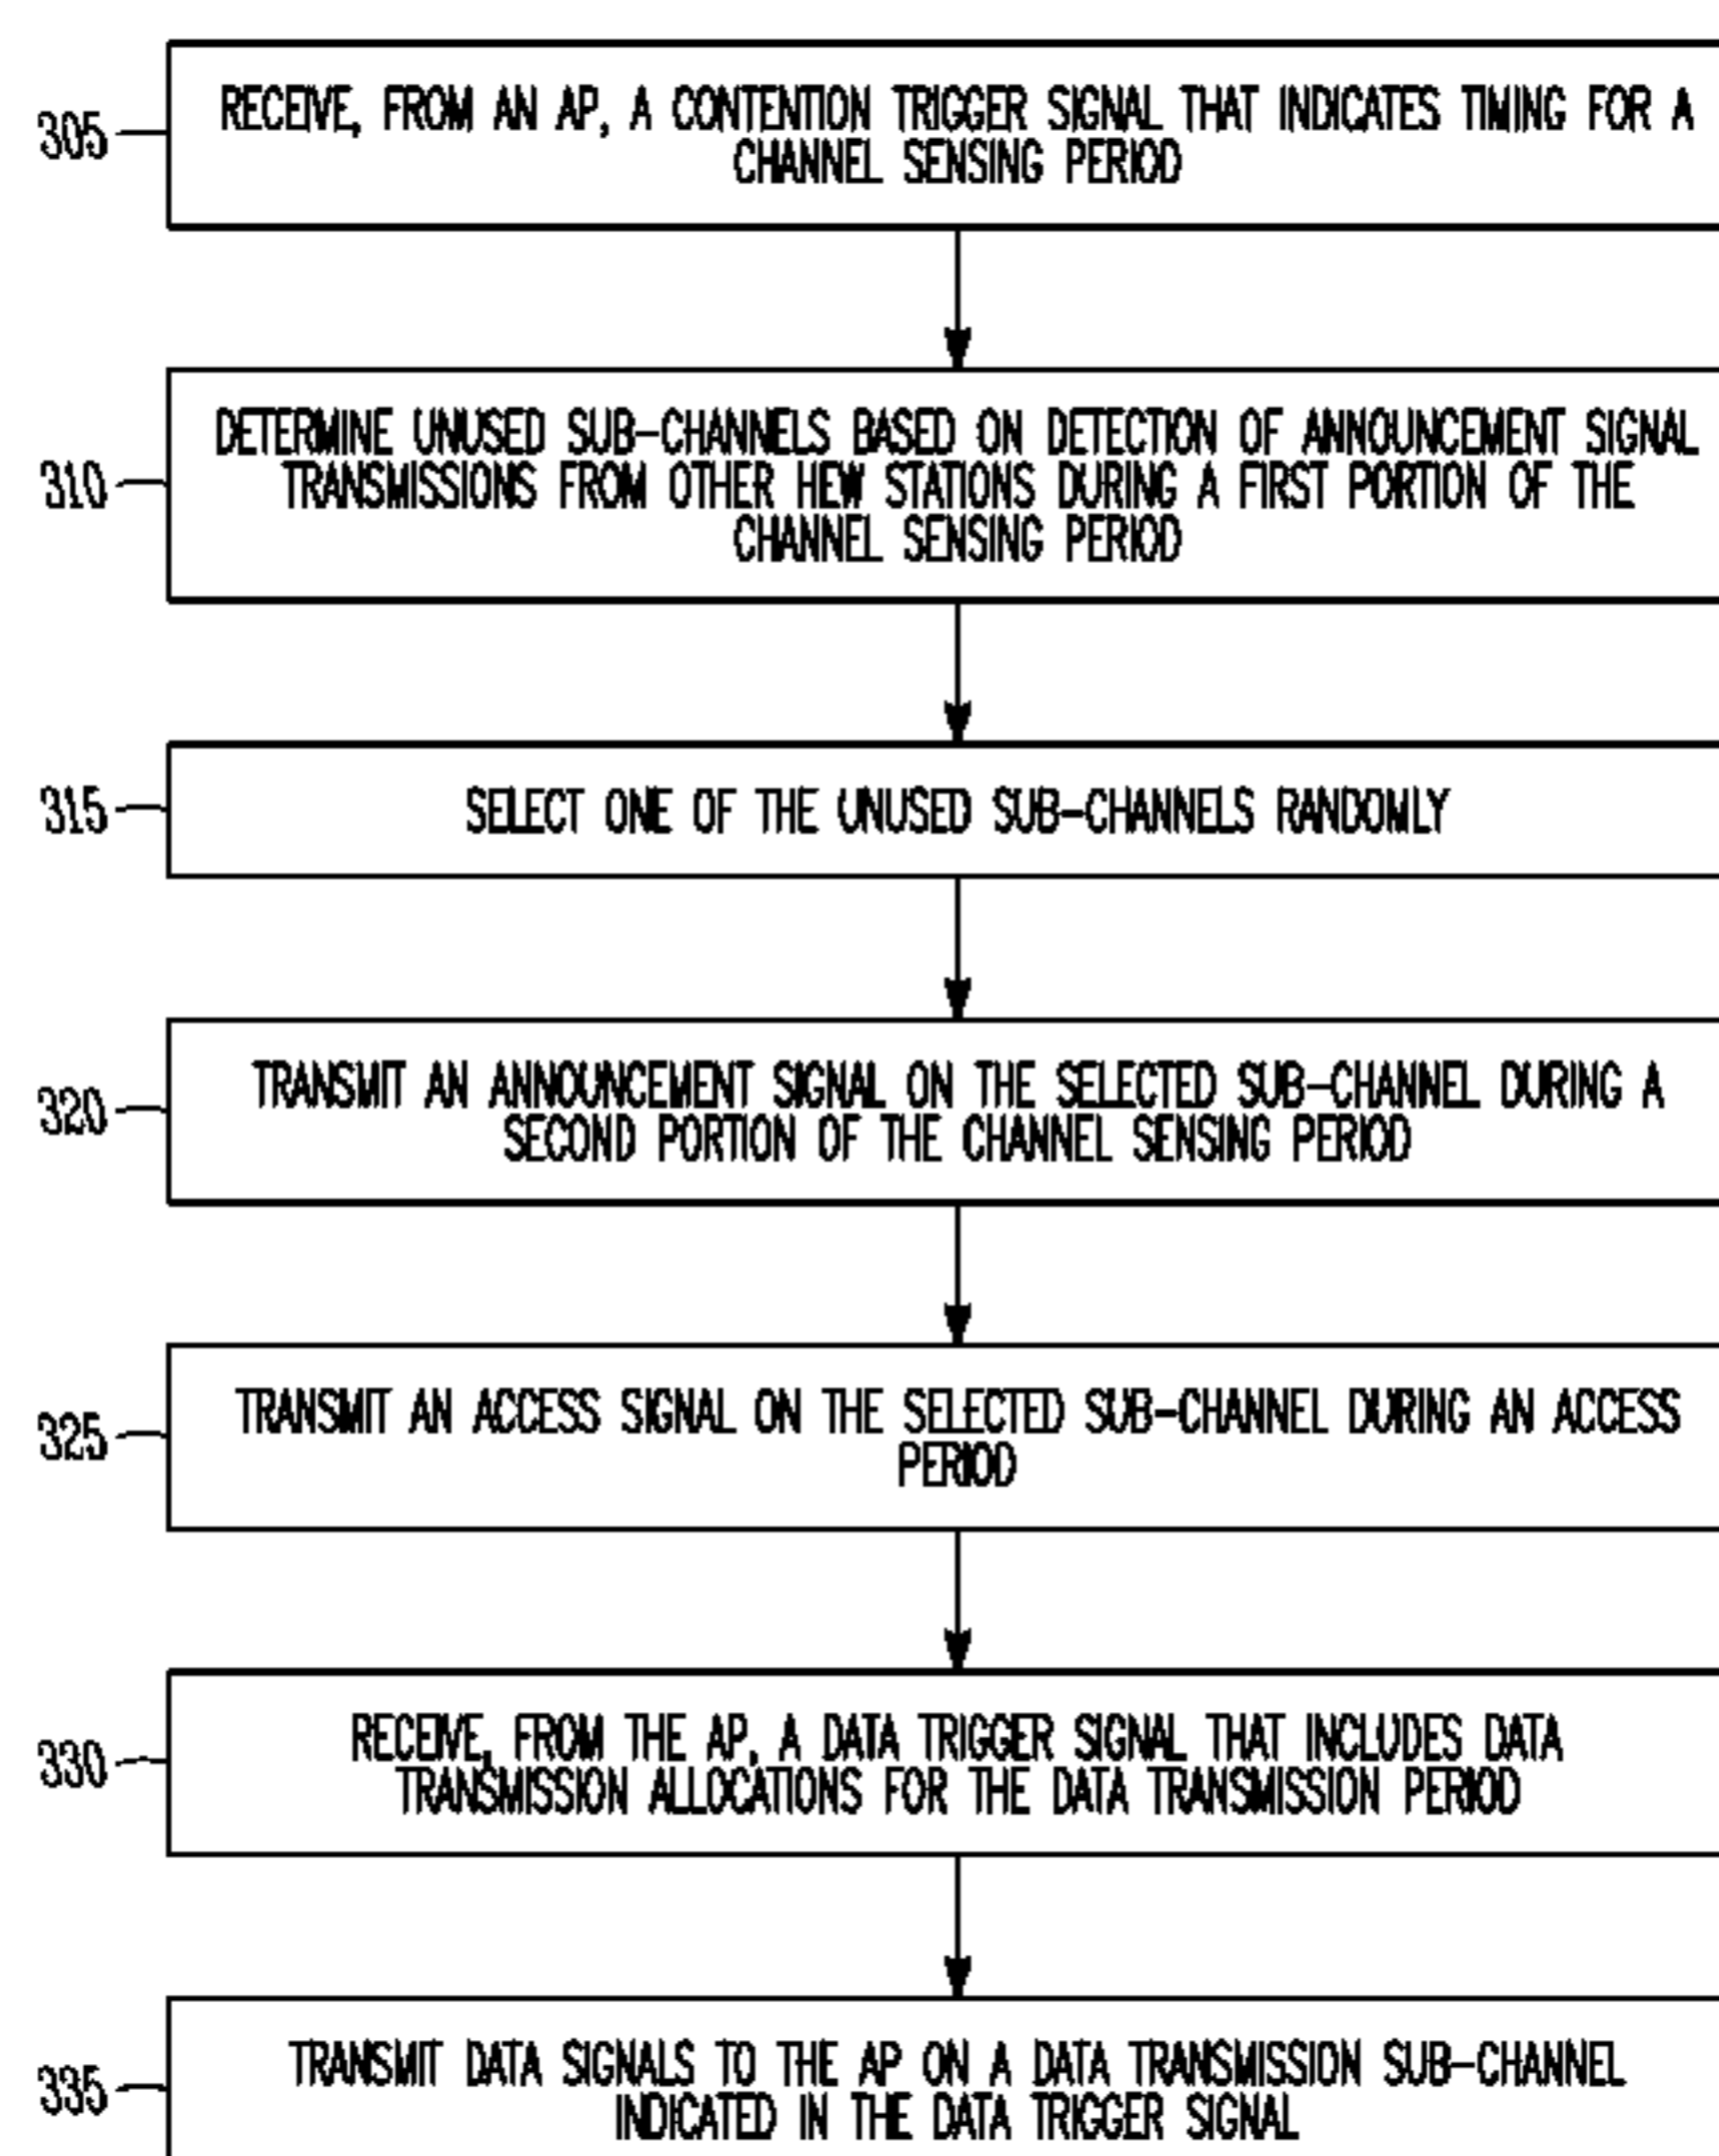 305
RECEIVE, FROM AN AP, A CONTENTION TRIGGER SIGNAL THAT INDICATES TIMING FOR A
CHANNEL SENSING PERIOD
310
DETERMINE UNUSED SUB-CHANNELS BASED ON DETECTION OF ANNOUNCEMENT SIGNAL
TRANSMISSIONS FROM OTHER HEW STATIONS DURING A FIRST PORTION OF THE
CHANNEL SENSING PERIOD
315
SELECT ONE OF THE UNUSED SUB-CHANNELS RANDOMLY
320
TRANSMIT AN ANNOUNCEMENT SIGNAL ON THE SELECTED SUB-CHANNEL DURING A
SECOND PORTION OF THE CHANNEL SENSING PERIOD
325
TRANSMIT AN ACCESS SIGNAL ON THE SELECTED SUB-CHANNEL DURING AN ACCESS
PERIOD
330
RECEIVE, FROM THE AP, A DATA TRIGGER SIGNAL THAT INCLUDES DATA
TRANSMISSION ALLOCATIONS FOR THE DATA TRANSMISSION PERIOD
335
TRANSMIT DATA SIGNALS TO THE AP ON A DATA TRANSMISSION SUB-CHANNEL
INDICATED IN THE DATA TRIGGER SIGNAL